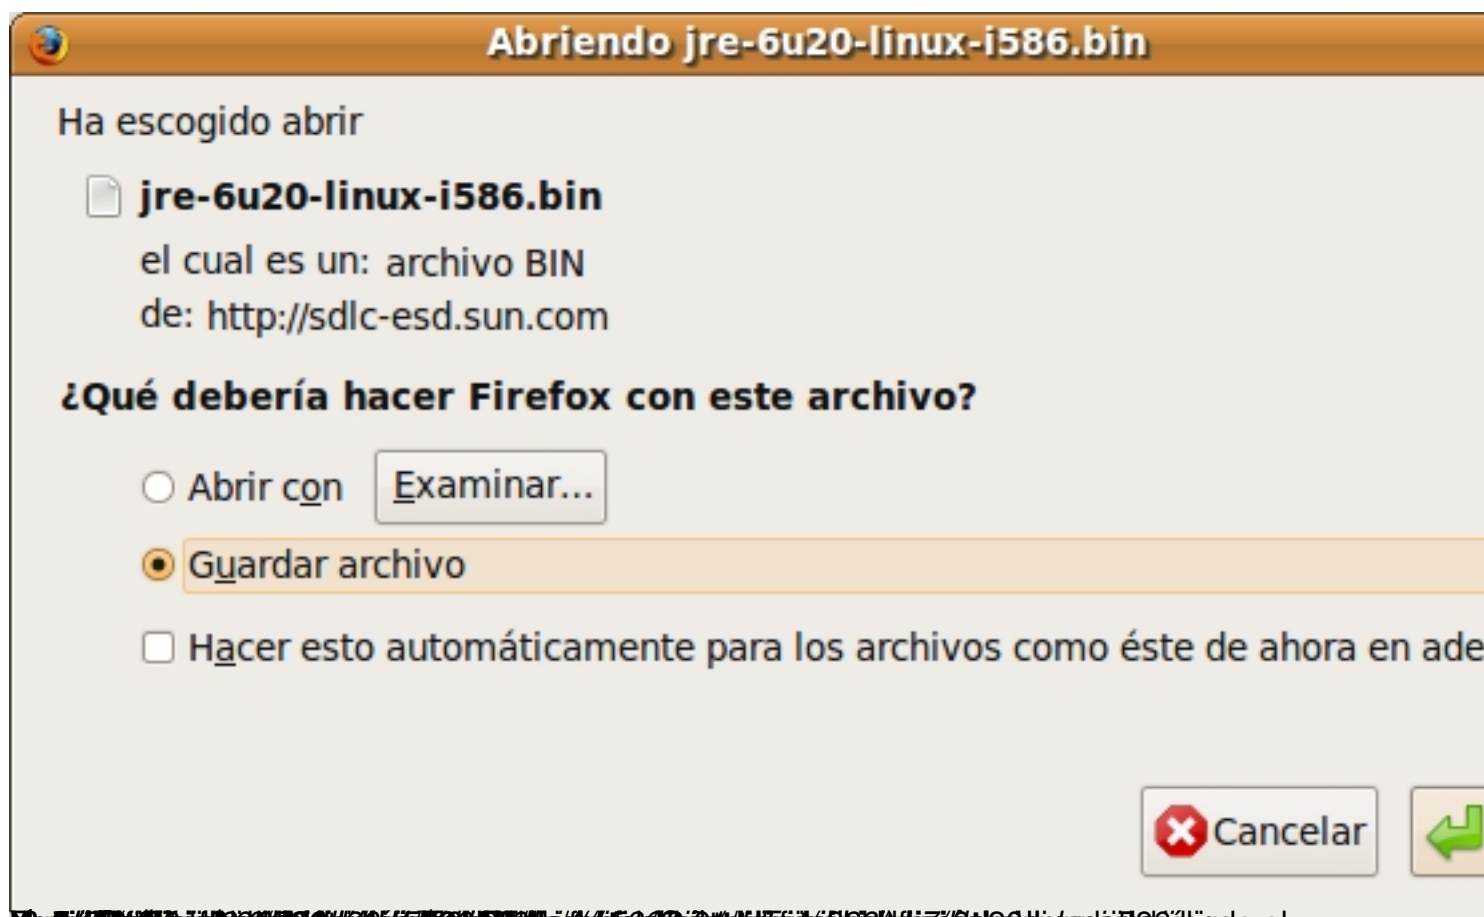 Abriendo jre-6u20-linux-i586.bin
Ha escogido abrir
jre-6u20-linux-i586.bin
el cual es un: archivo BIN
de: http://sdlc-esd.sun.com
¿Qué debería hacer Firefox con este archivo?
Abrir con Examinar...
Guardar archivo
Hacer esto automáticamente para los archivos como éste de ahora en ade
Cancelar